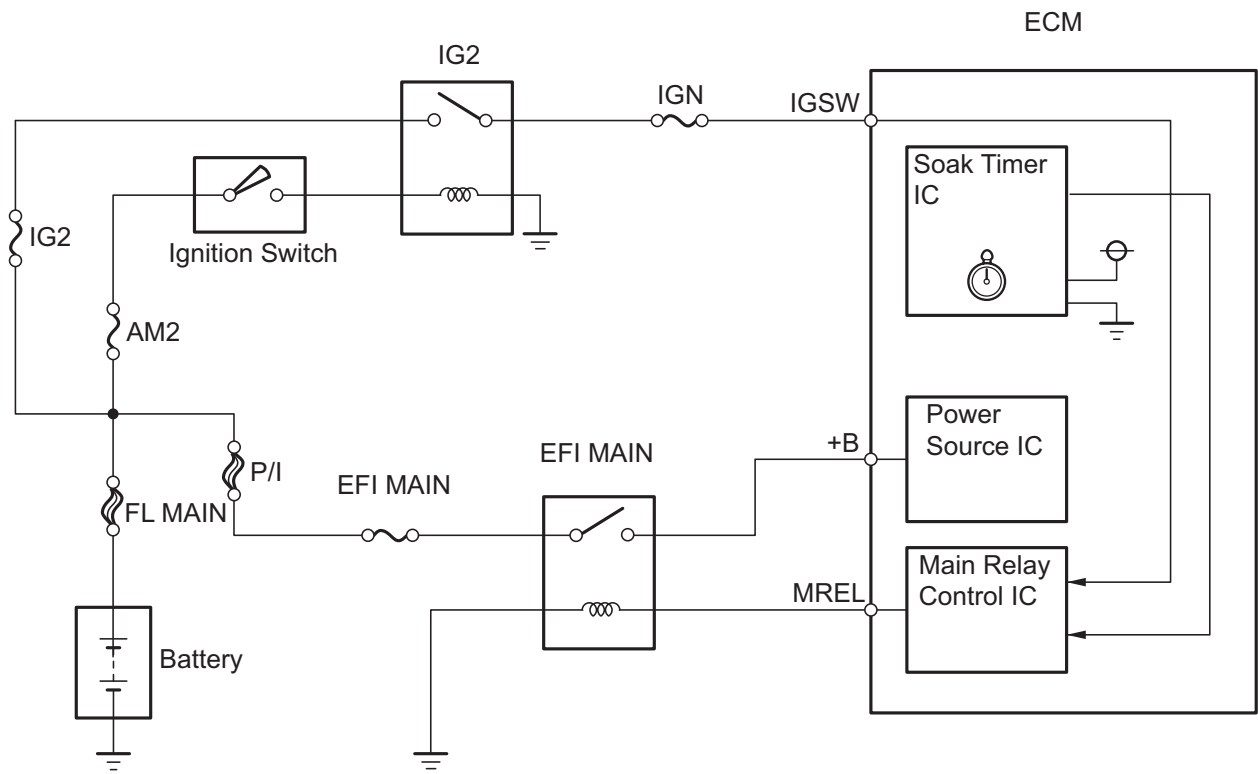 ECM
IG2
IGN
IGSW
Soak Timer
IC
IG2
Ignition Switch
AM2
Power
Source IC
+B
EFI MAIN
P/I
EFI MAIN
FL MAIN
Main Relay
Control IC
MREL
Battery